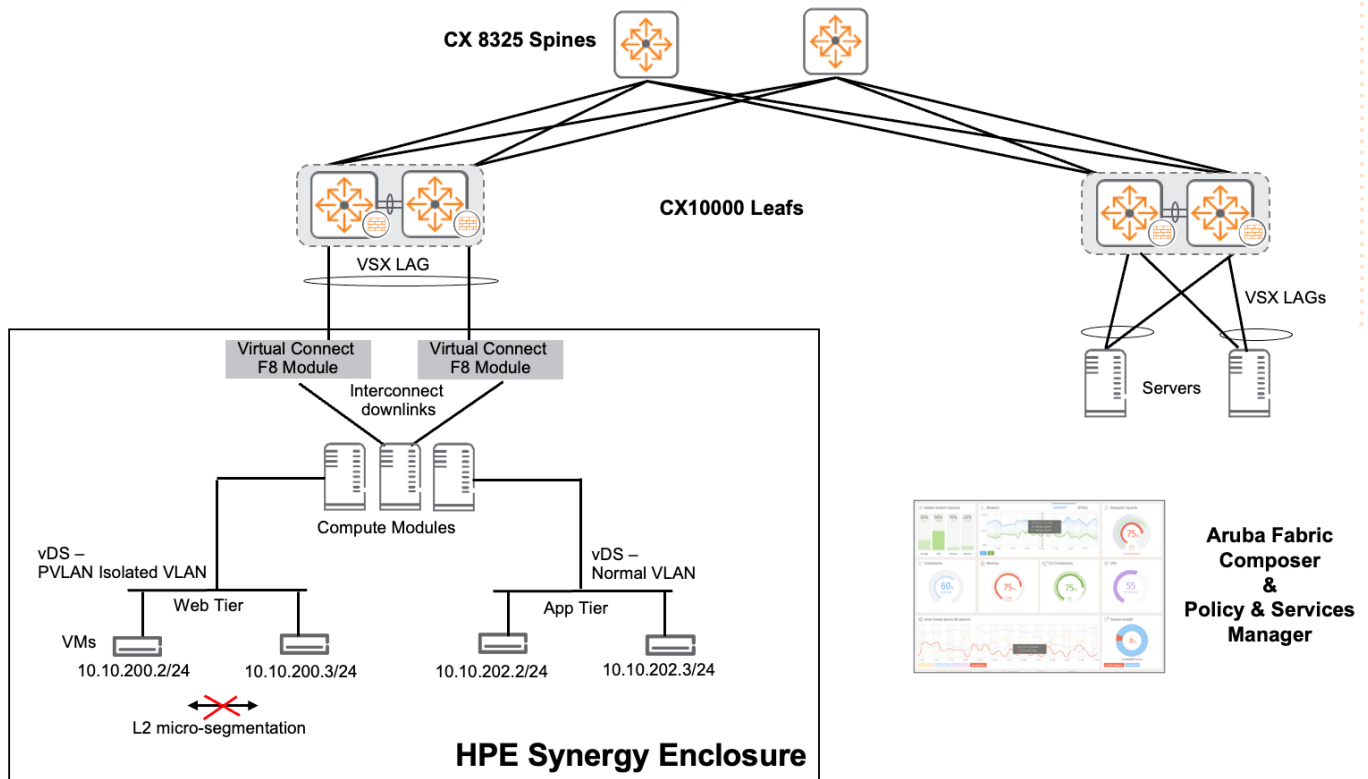 CX 8325 Spines
CX10000 Leafs
VSX LAG
VSX LAGs
Virtual Connect
F8 Module
Virtual Connect
F8 Module
Interconnect
downlinks
Servers
Compute Modules
vDS –
PVLAN Isolated VLAN
vDS –
Normal VLAN
Web Tier
App Tier
VMs
10.10.200.2/24
10.10.200.3/24
10.10.202.2/24
10.10.202.3/24
L2 micro-segmentation
HPE Synergy Enclosure
Aruba Fabric
Composer
&
Policy & Services
Manager